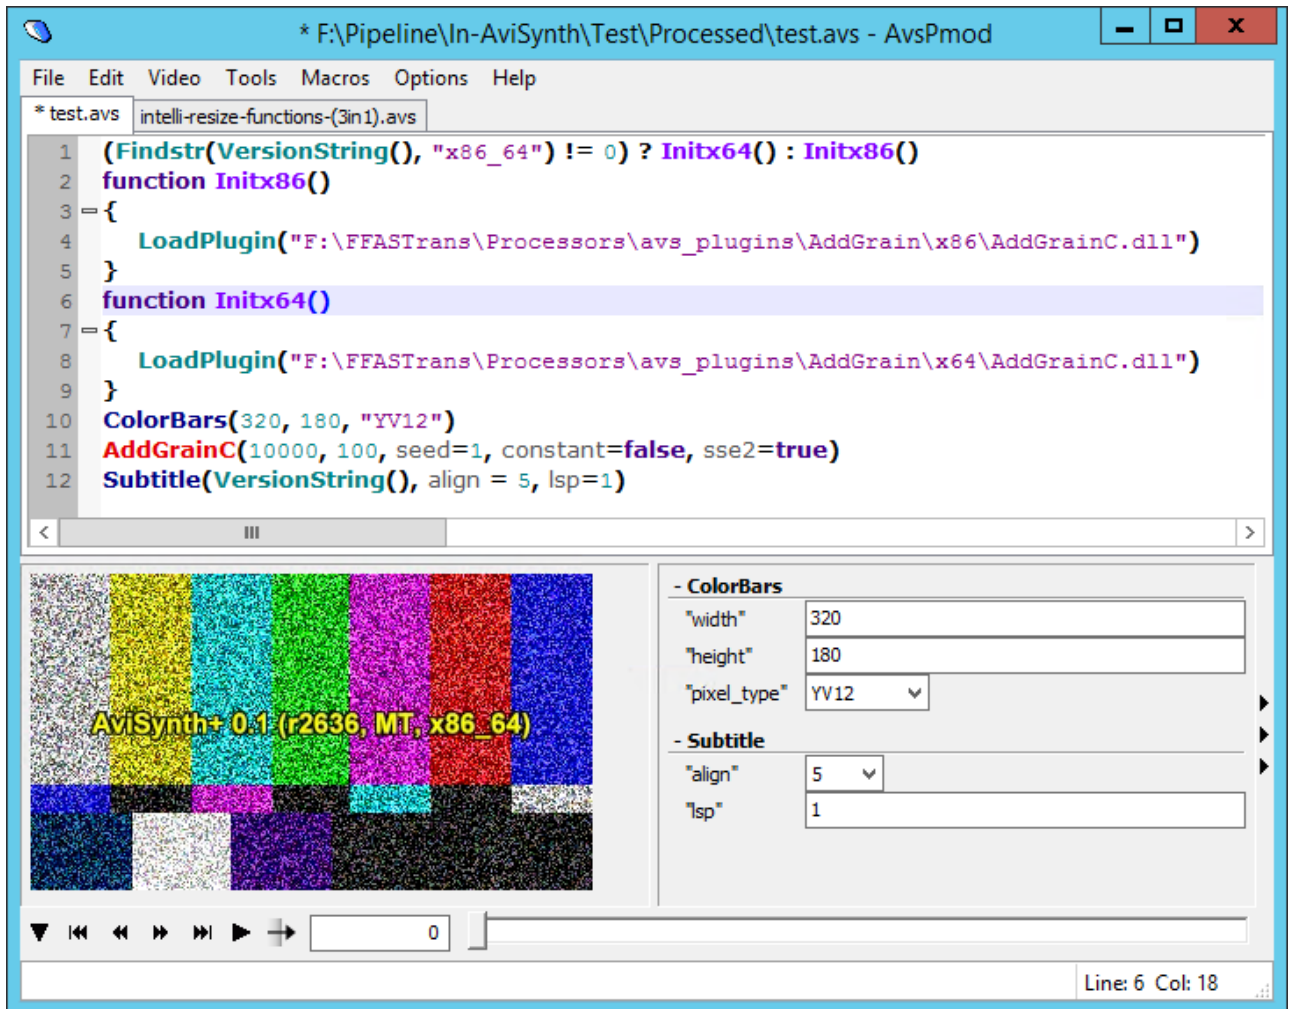 * F:\Pipeline\In-AviSynth\Test\Processed\test.avs - AvsPmod
File Edit Video Tools Macros Options Help
* test.avs intelli-resize-functions-(3in1).avs
1 (Findstr(VersionString(), "x86_64") != 0) ? Initx64() : Initx86()
2 function Initx86()
3 {
4 LoadPlugin("F:\FFASTrans\Processors\avs_plugins\AddGrain\x86\AddGrainC.dll")
5 }
6 function Initx64()
7 {
8 LoadPlugin("F:\FFASTrans\Processors\avs_plugins\AddGrain\x64\AddGrainC.dll")
9 }
10 ColorBars(320, 180, "YV12")
11 AddGrainC(10000, 100, seed=1, constant=false, sse2=true)
12 Subtitle(VersionString(), align = 5, lsp=1)
AviSynth+ 0.1 (r2636, MT, x86_64)
- ColorBars
"width" 320
"height" 180
"pixel_type" YV12
- Subtitle
"align" 5
"lsp" 1
0
Line: 6 Col: 18